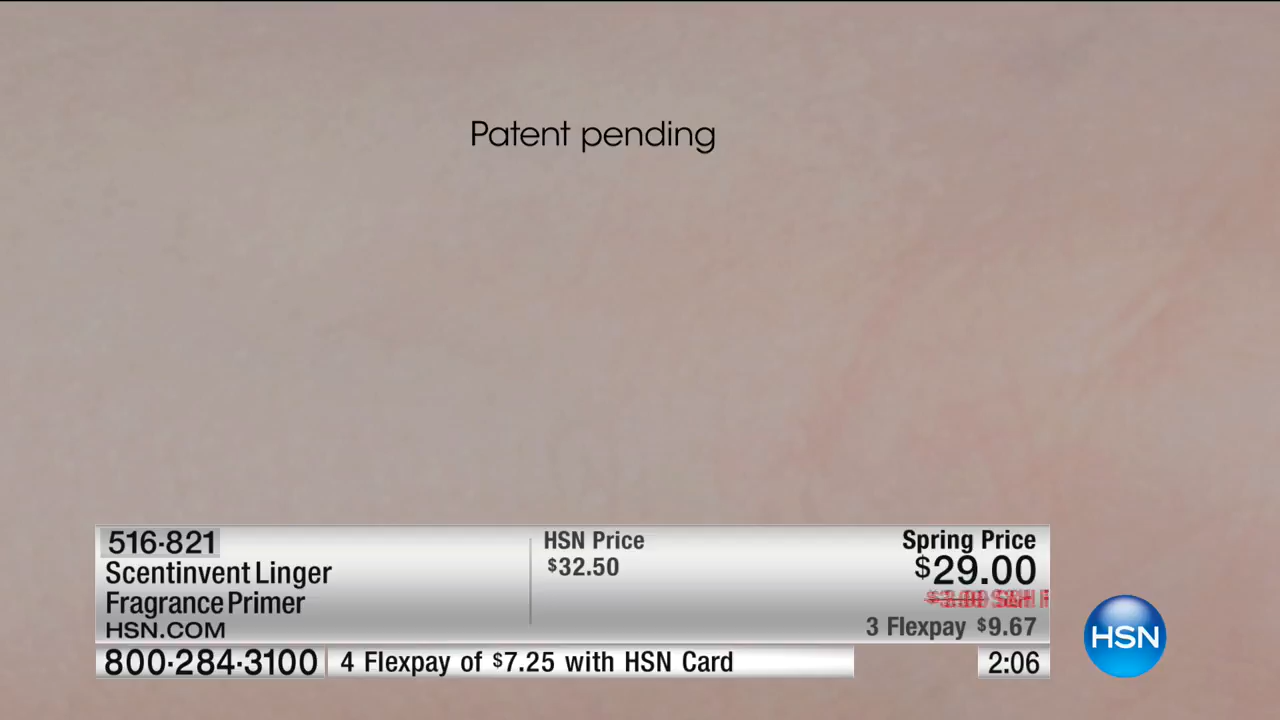 Patent pending
516-821
Scentinvent Linger
Fragrance Primer
HSN.COM
HSN Price
$32.50
Spring Price
$29.00
3 Flexpay $9.67
800-284-3100
4 Flexpay of $7.25 with HSN Card
2:06
HSN